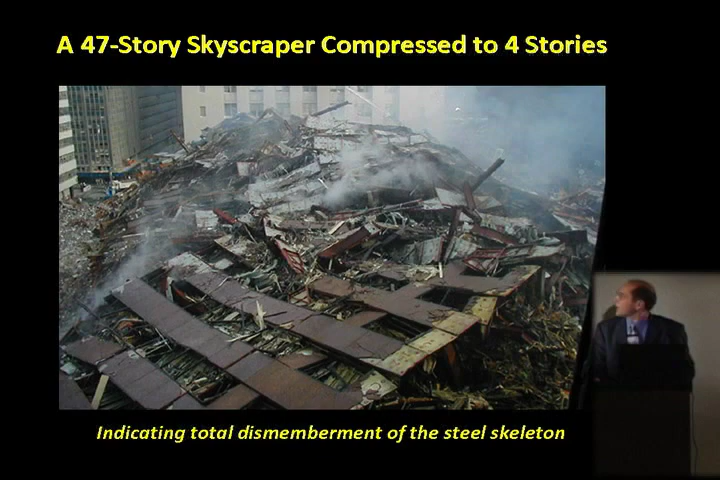 A 47-Story Skyscraper Compressed to 4 Stories
Indicating total dismemberment of the steel skeleton